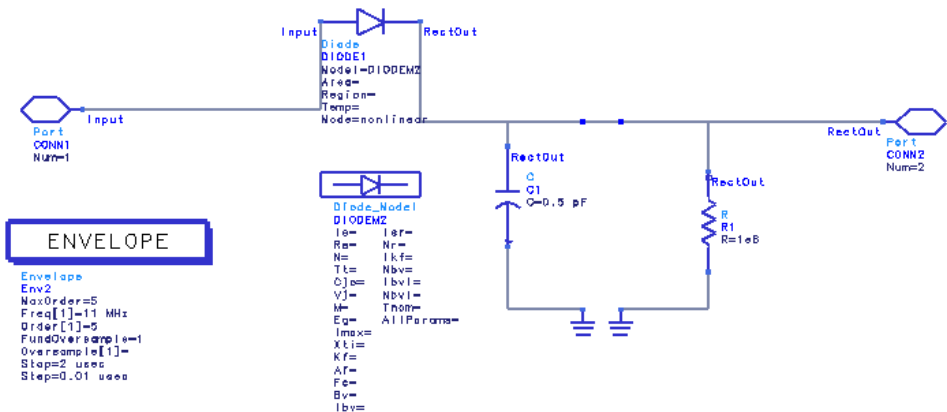 Input
RectOut
Diode
DIODE1
Model=DIODEM2
Area=
Region=
Temp=
Mode=nonlinear
Input
Port
CONN1
Num=1
RectOut
Port
CONN2
Num=2
RectOut
C
C1
C=0.5 pF
RectOut
R
R1
R=1e8
ENVELOPE
Envelope
Env2
MaxOrder=5
Freq[1]=11 MHz
Order[1]=5
FundOversample=1
Oversample[1]=
Stop=2 usec
Step=0.01 usec
Diode_Model
DIODEM2
Is= Isr=
Rs= Nr=
N= Ikf=
Tt= Nbv=
Cjo= Ibvl=
Vj= Nbvl=
M= Tnom=
Eg= AllParams=
Imax=
Xti=
Kf=
Af=
Fc=
Bv=
Ibv=